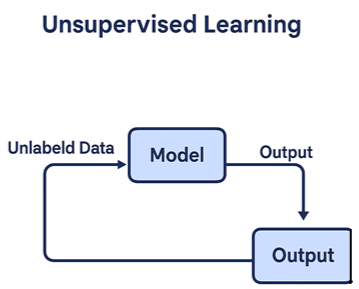 Unsupervised Learning
Unlabeld Data
Model
Output
Output